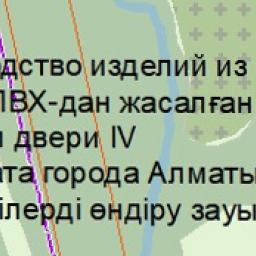 дство изделий из
ПВХ-дан жасалған
двери IV
ата города Алматы
ілерді өндіру зауы